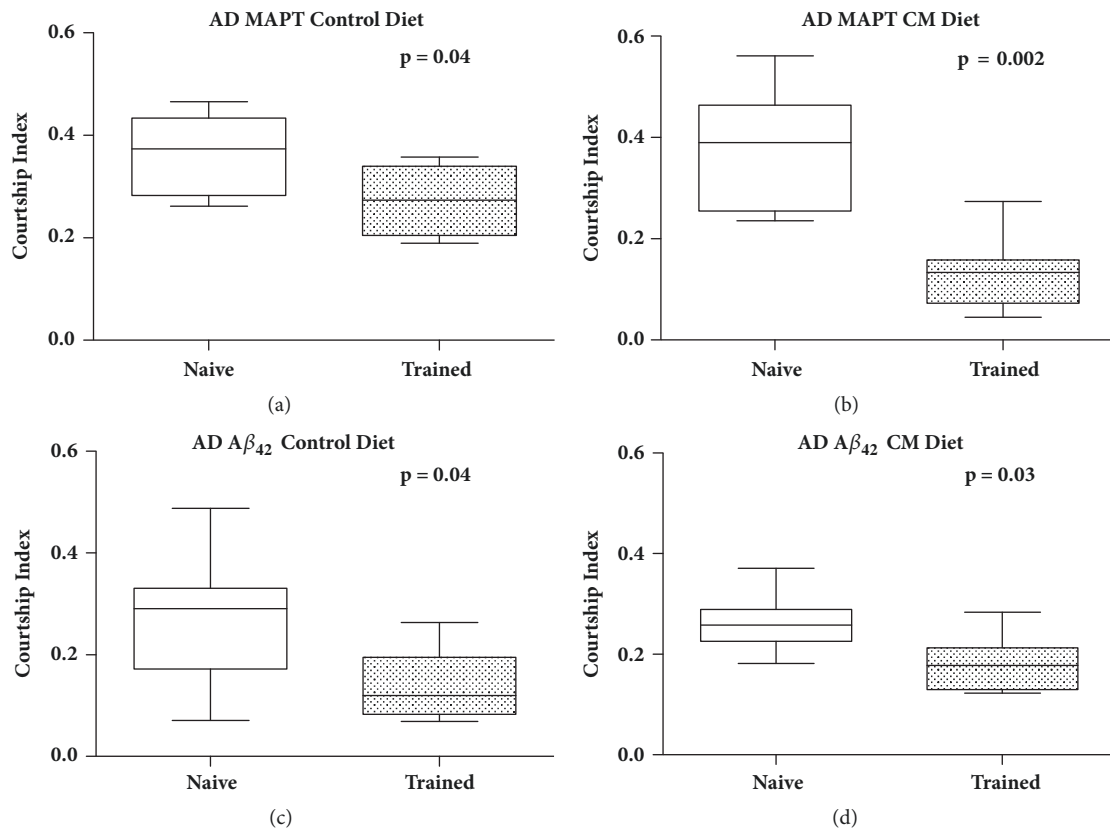 AD MAPT Control Diet
p = 0.04
Courtship Index
0.6
0.4
0.2
0.0
Naive
Trained
(a)
AD MAPT CM Diet
p = 0.002
Courtship Index
0.6
0.4
0.2
0.0
Naive
Trained
(b)
AD Aβ42 Control Diet
p = 0.04
Courtship Index
0.6
0.4
0.2
0.0
Naive
Trained
(c)
AD Aβ42 CM Diet
p = 0.03
Courtship Index
0.6
0.4
0.2
0.0
Naive
Trained
(d)